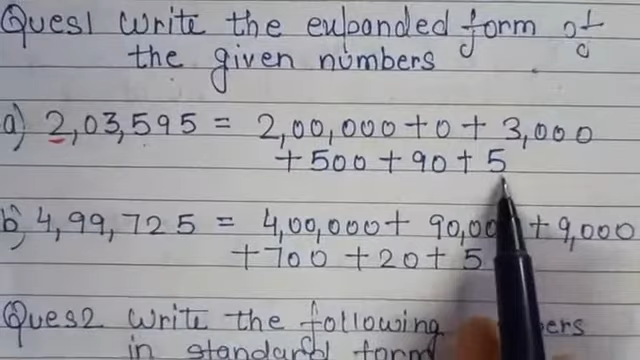 Ques1 Write the expanded form of
the given numbers
a) 2,03,595 = 2,00,000 + 0 + 3,000
+ 500 + 90 + 5
b) 4,99,725 = 4,00,000 + + 9,000
+ 700 + 20 + 5
Ques2 Write the following
in standard form